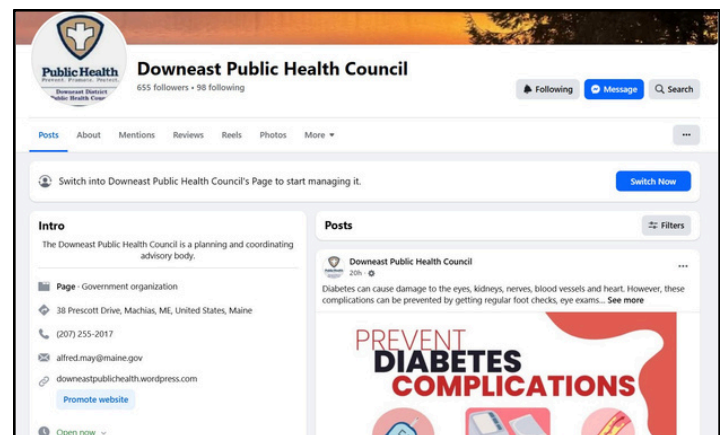 Public Health
Prevent. Promote. Protect.
Downeast District
Public Health Council
Downeast Public Health Council
655 followers • 98 following
Following
Message
Search
Posts
About
Mentions
Reviews
Reels
Photos
More
Switch into Downeast Public Health Council's Page to start managing it.
Switch Now
Intro
The Downeast Public Health Council is a planning and coordinating
advisory body.
Page · Government organization
38 Prescott Drive, Machias, ME, United States, Maine
(207) 255-2017
alfred.may@maine.gov
downeastpublichealth.wordpress.com
Promote website
Open now
Posts
Filters
Downeast Public Health Council
20h ·
Diabetes can cause damage to the eyes, kidneys, nerves, blood vessels and heart. However, these
complications can be prevented by getting regular foot checks, eye exams... See more
PREVENT
DIABETES
COMPLICATIONS